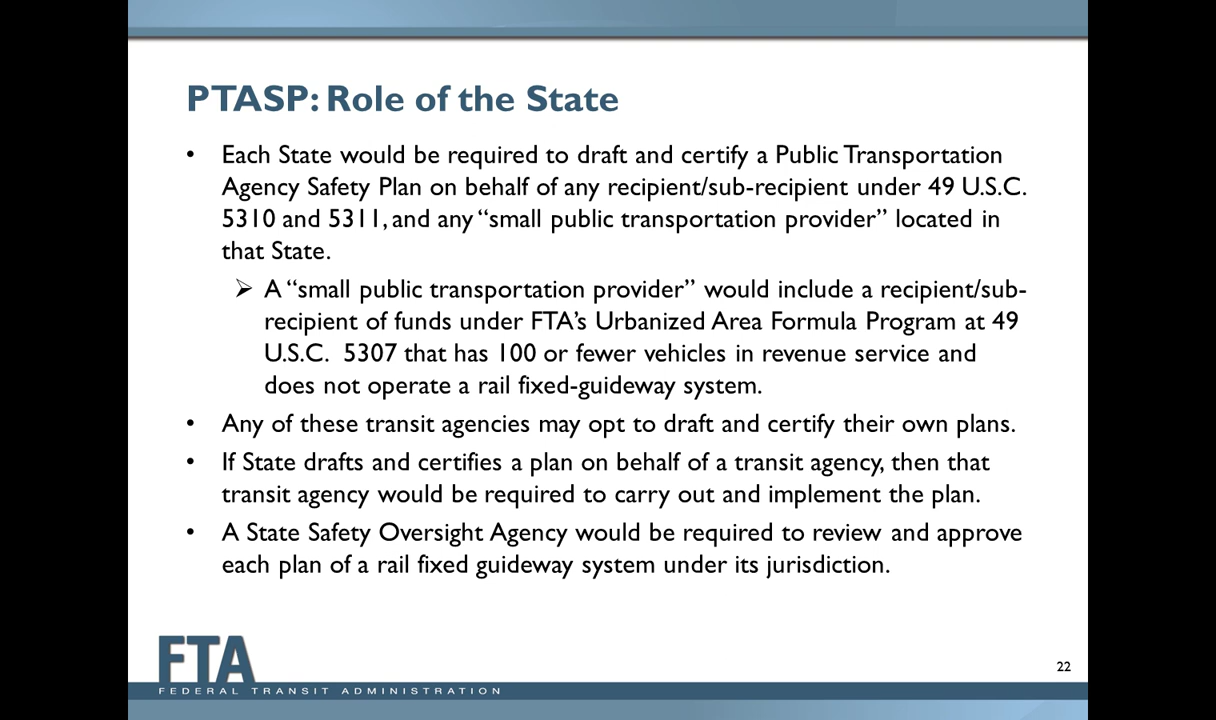 PTASP: Role of the State
• Each State would be required to draft and certify a Public Transportation
Agency Safety Plan on behalf of any recipient/sub-recipient under 49 U.S.C.
5310 and 5311, and any “small public transportation provider” located in
that State.
➢ A “small public transportation provider” would include a recipient/sub-
recipient of funds under FTA’s Urbanized Area Formula Program at 49
U.S.C. 5307 that has 100 or fewer vehicles in revenue service and
does not operate a rail fixed-guideway system.
• Any of these transit agencies may opt to draft and certify their own plans.
• If State drafts and certifies a plan on behalf of a transit agency, then that
transit agency would be required to carry out and implement the plan.
• A State Safety Oversight Agency would be required to review and approve
each plan of a rail fixed guideway system under its jurisdiction.
FTA
22
FEDERAL TRANSIT ADMINISTRATION